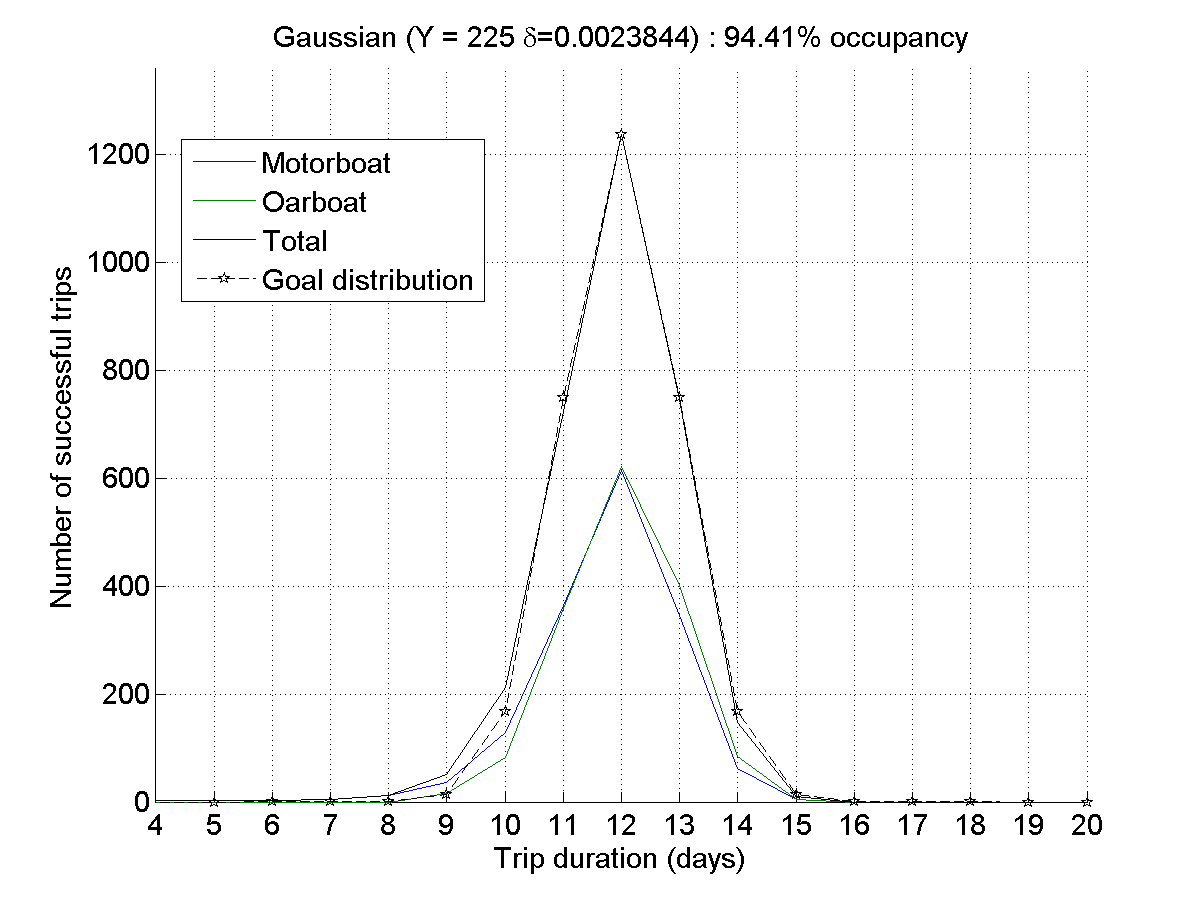 Gaussian (Y = 225 δ=0.0023844) : 94.41% occupancy
Motorboat
Oarboat
Total
Goal distribution
Number of successful trips
1200
1000
800
600
400
200
0
4 5 6 7 8 9 10 11 12 13 14 15 16 17 18 19 20
Trip duration (days)